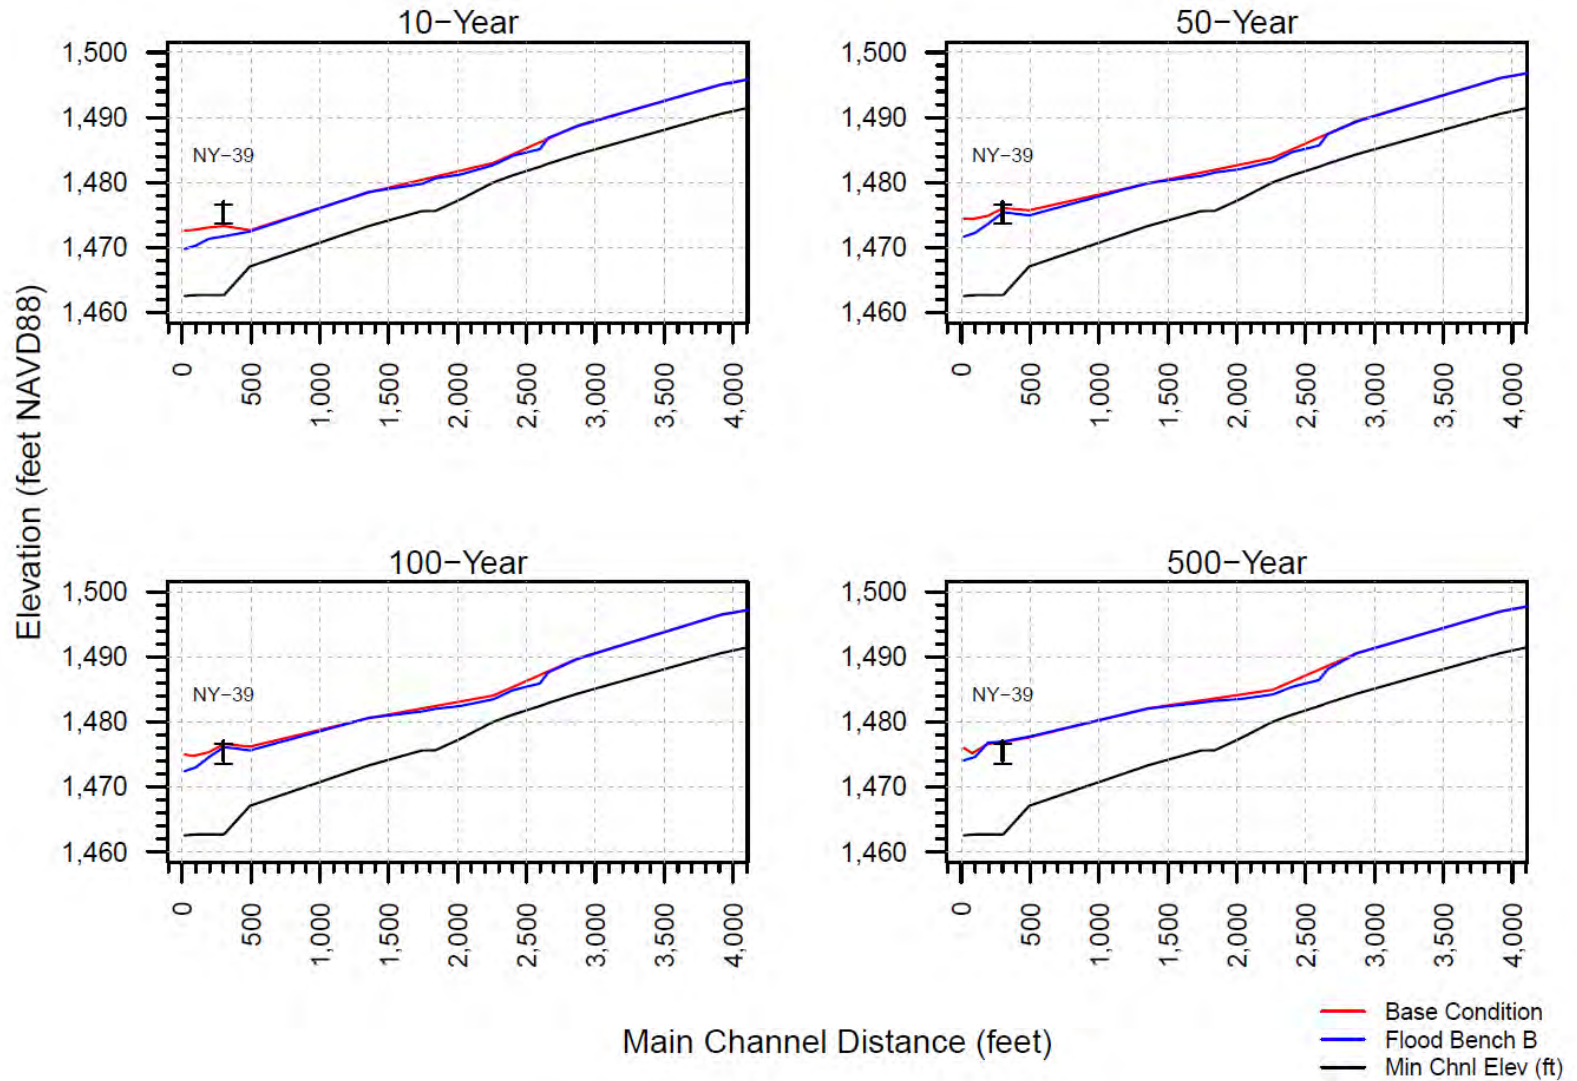 10−Year
50−Year
1,500
1,490
1,480
1,470
1,460
NY−39
1,500
1,490
1,480
1,470
1,460
NY−39
0 500 1,000 1,500 2,000 2,500 3,000 3,500 4,000
0 500 1,000 1,500 2,000 2,500 3,000 3,500 4,000
Elevation (feet NAVD88)
100−Year
500−Year
1,500
1,490
1,480
1,470
1,460
NY−39
1,500
1,490
1,480
1,470
1,460
NY−39
0 500 1,000 1,500 2,000 2,500 3,000 3,500 4,000
0 500 1,000 1,500 2,000 2,500 3,000 3,500 4,000
Main Channel Distance (feet)
Base Condition
Flood Bench B
Min Chnl Elev (ft)